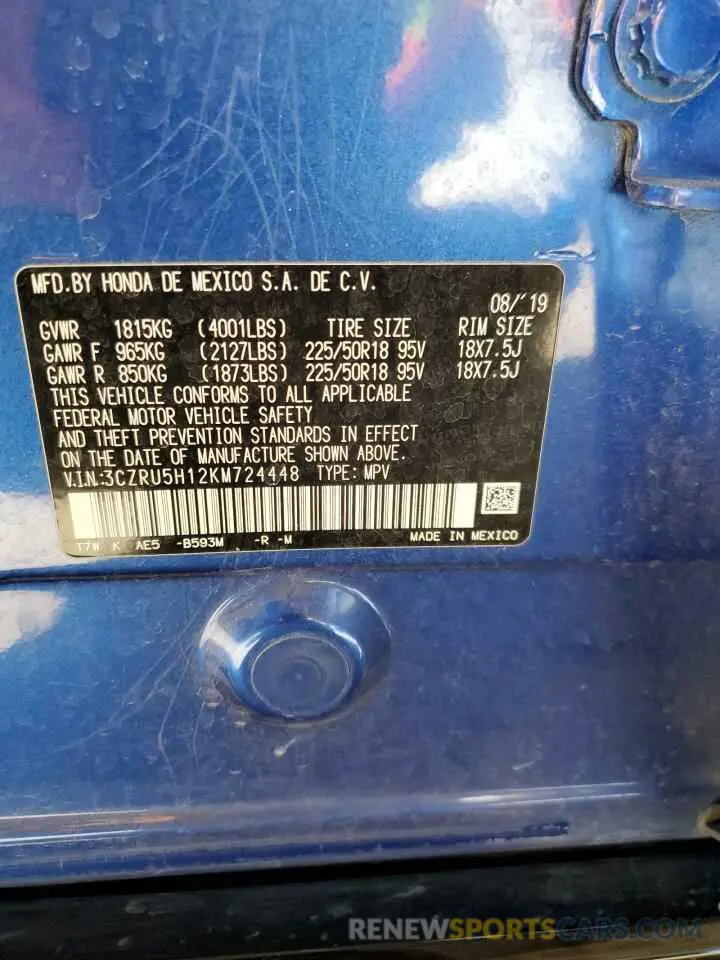 MFD.BY HONDA DE MEXICO S.A. DE C.V.
08/'19
GVWR 1815KG (4001LBS) TIRE SIZE RIM SIZE
GAWR F 965KG (2127LBS) 225/50R18 95V 18X7.5J
GAWR R 850KG (1873LBS) 225/50R18 95V 18X7.5J
THIS VEHICLE CONFORMS TO ALL APPLICABLE
FEDERAL MOTOR VEHICLE SAFETY
AND THEFT PREVENTION STANDARDS IN EFFECT
ON THE DATE OF MANUFACTURE SHOWN ABOVE.
V.I.N.:3CZRU5H12KM724448 TYPE: MPV
T7W K AE5 -B593M -R -M MADE IN MEXICO
RENEWSPORTSCARS.COM